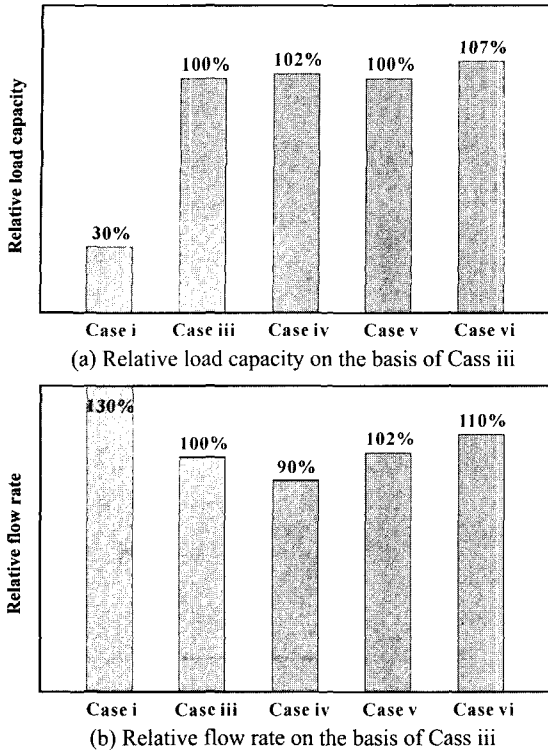 Relative load capacity
30%
100%
102%
100%
107%
Case i
Case iii
Case iv
Case v
Case vi
(a) Relative load capacity on the basis of Cass iii
Relative flow rate
130%
100%
90%
102%
110%
Case i
Case iii
Case iv
Case v
Case vi
(b) Relative flow rate on the basis of Cass iii